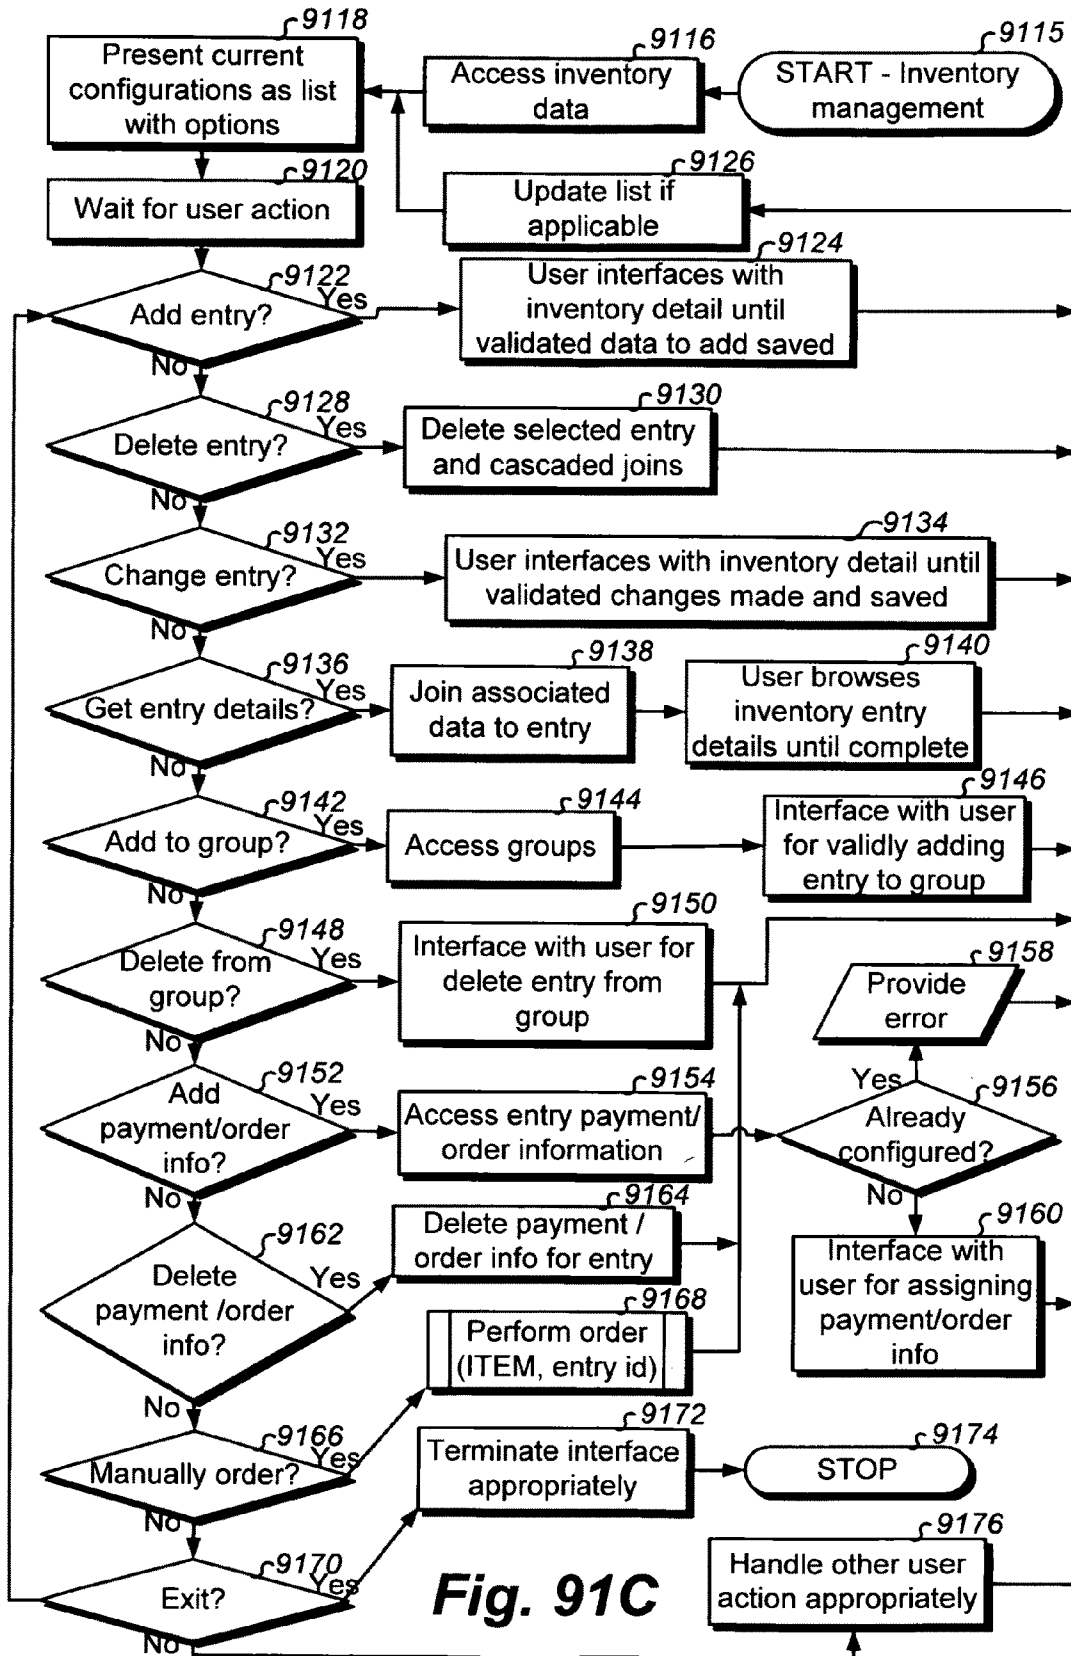 9118
Present current
configurations as list
with options
9116
Access inventory
data
9115
START - Inventory
management
9120
Wait for user action
9126
Update list if
applicable
9122
Add entry?
Yes
No
9124
User interfaces with
inventory detail until
validated data to add saved
9128
Delete entry?
Yes
No
9130
Delete selected entry
and cascaded joins
9132
Change entry?
Yes
No
9134
User interfaces with inventory detail until
validated changes made and saved
9136
Get entry details?
Yes
No
9138
Join associated
data to entry
9140
User browses
inventory entry
details until complete
9142
Add to group?
Yes
No
9144
Access groups
9146
Interface with user
for validly adding
entry to group
9148
Delete from
group?
Yes
No
9150
Interface with user for
delete entry from
group
9158
Provide
error
9152
Add
payment/order
info?
Yes
No
9154
Access entry payment/
order information
Yes
9156
Already
configured?
No
9162
Delete
payment /order
info?
Yes
No
9164
Delete payment /
order info for entry
9160
Interface with
user for assigning
payment/order
info
9168
Perform order
(ITEM, entry id)
9166
Manually order?
Yes
No
9172
Terminate interface
appropriately
9174
STOP
9170
Exit?
Yes
No
9176
Handle other user
action appropriately
Fig. 91C